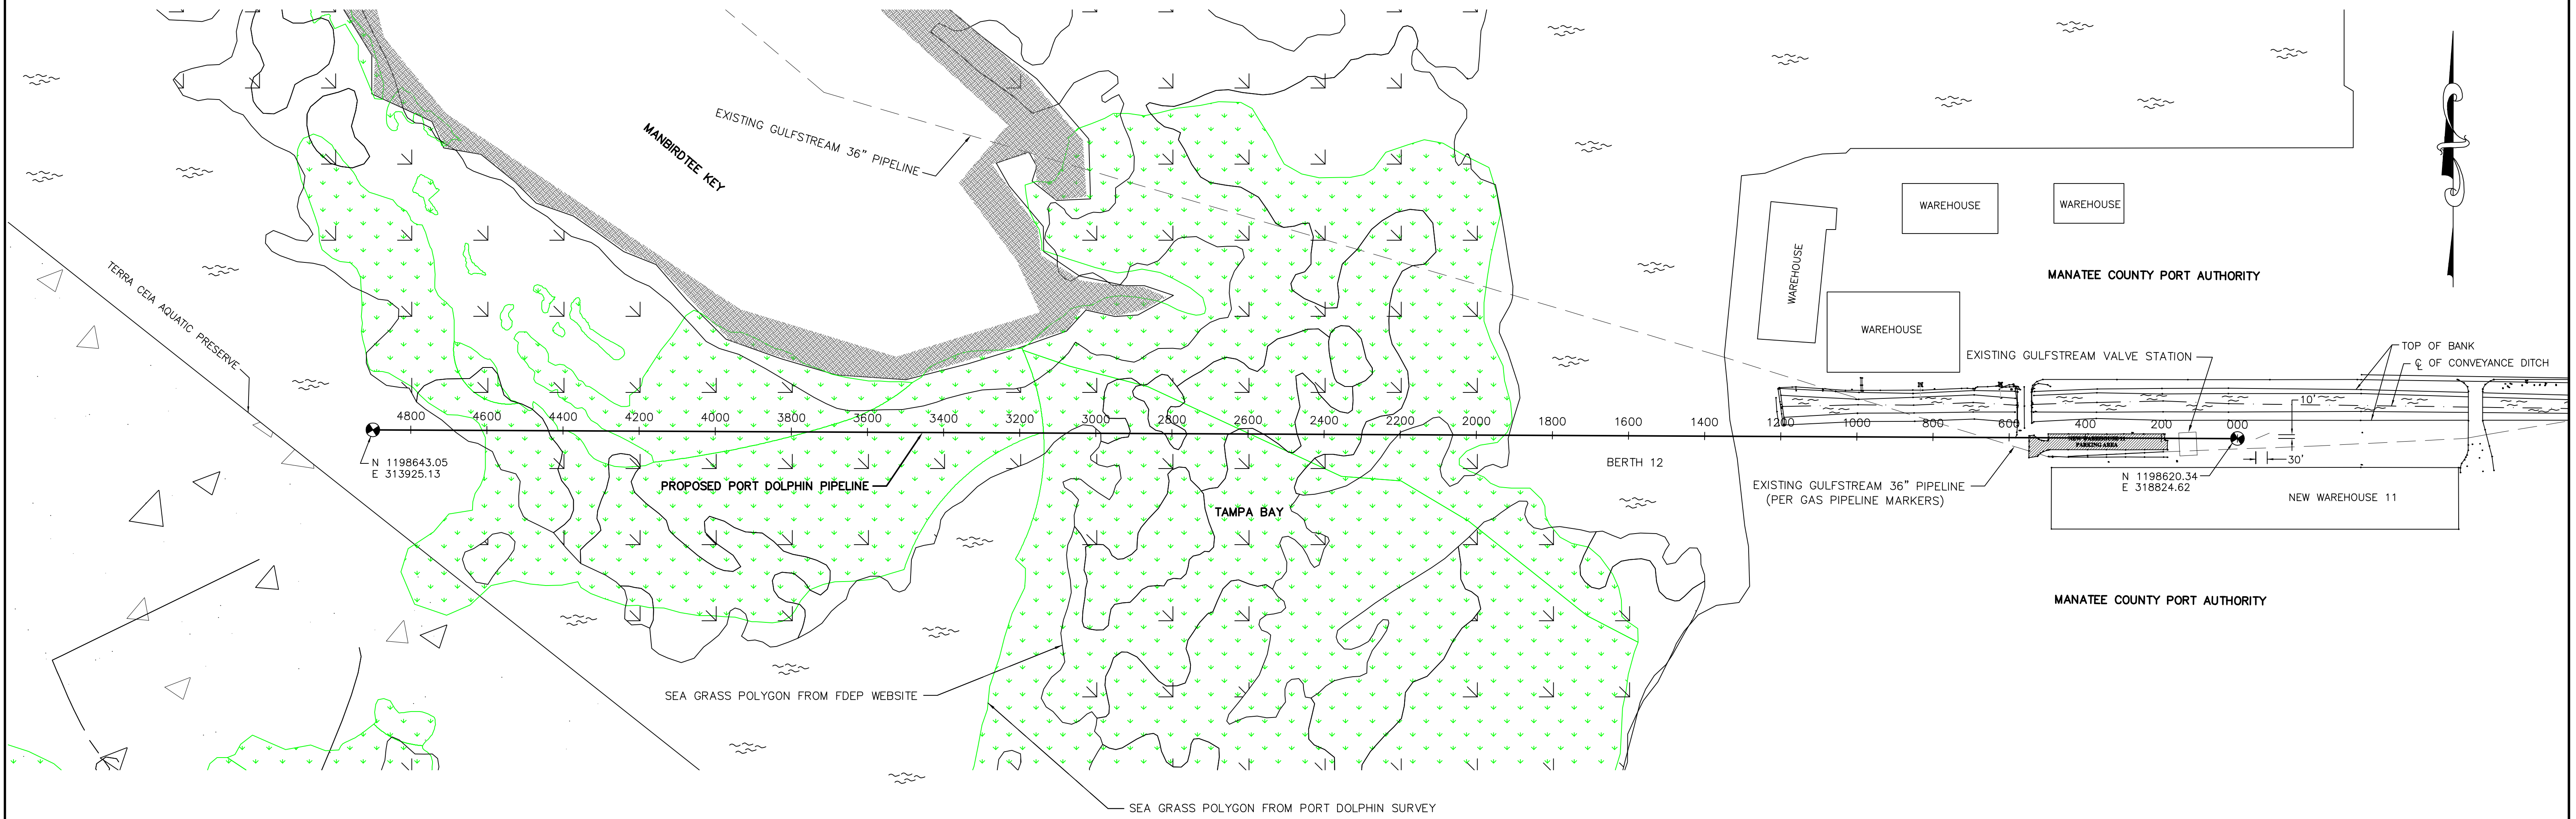 EXISTING GULFSTREAM 36" PIPELINE
MANBIRDTEE KEY
WAREHOUSE
WAREHOUSE
WAREHOUSE
WAREHOUSE
MANATEE COUNTY PORT AUTHORITY
TERRA CEIA AQUATIC PRESERVE
EXISTING GULFSTREAM VALVE STATION
TOP OF BANK
℄ OF CONVEYANCE DITCH
10'
4800 4600 4400 4200 4000 3800 3600 3400 3200 3000 2800 2600 2400 2200 2000 1800 1600 1400 1200 1000 800 600 400 200 000
NEW WAREHOUSE 11
PARKING AREA
30'
N 1198643.05
E 313925.13
BERTH 12
PROPOSED PORT DOLPHIN PIPELINE
EXISTING GULFSTREAM 36" PIPELINE
(PER GAS PIPELINE MARKERS)
N 1198620.34
E 318824.62
NEW WAREHOUSE 11
TAMPA BAY
MANATEE COUNTY PORT AUTHORITY
SEA GRASS POLYGON FROM FDEP WEBSITE
SEA GRASS POLYGON FROM PORT DOLPHIN SURVEY